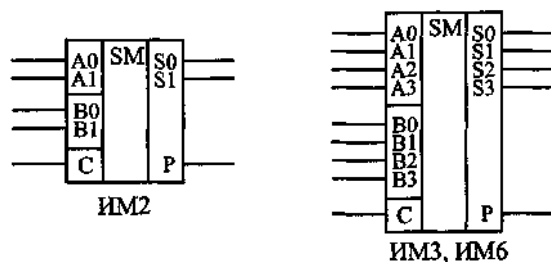 A0 SM S0
A1 S1
B0
B1
C P
ИМ2
A0 SM S0
A1 S1
A2 S2
A3 S3
B0
B1
B2
B3
C P
ИМ3, ИМ6